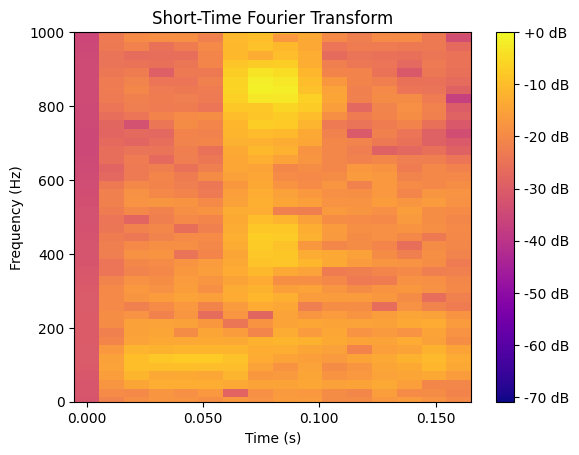 Short-Time Fourier Transform
1000
800
600
400
200
0
Frequency (Hz)
0.000
0.050
0.100
0.150
Time (s)
+0 dB
-10 dB
-20 dB
-30 dB
-40 dB
-50 dB
-60 dB
-70 dB